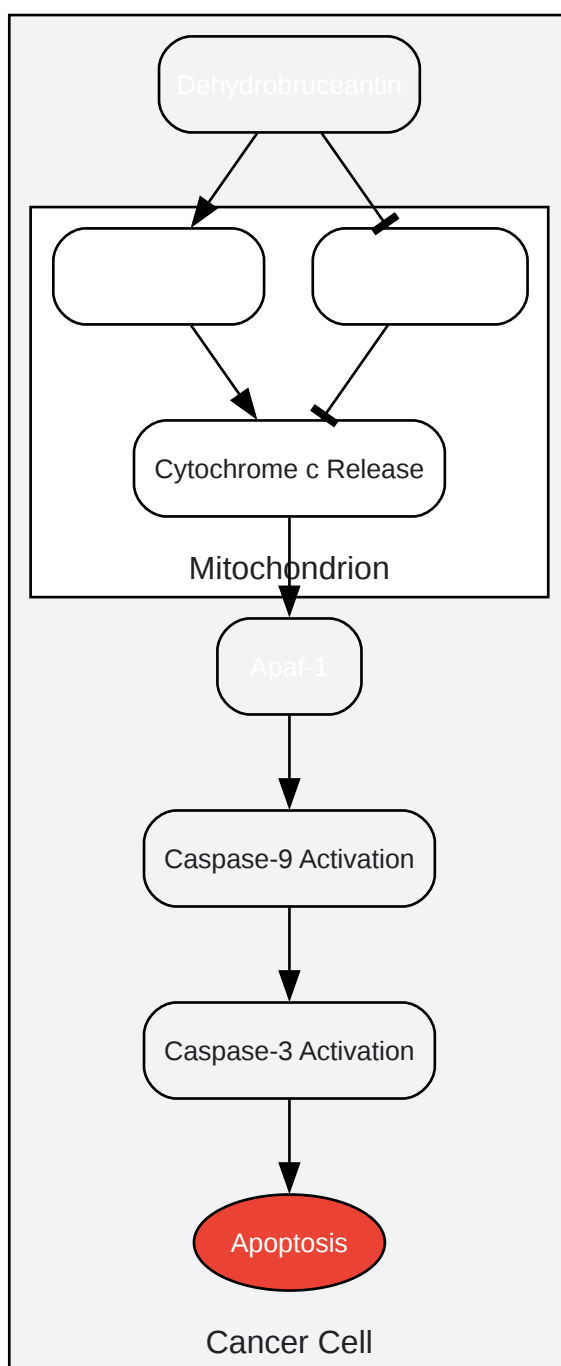 Dehydrobruceantin
Cytochrome c Release
Mitochondrion
Apaf-1
Caspase-9 Activation
Caspase-3 Activation
Apoptosis
Cancer Cell